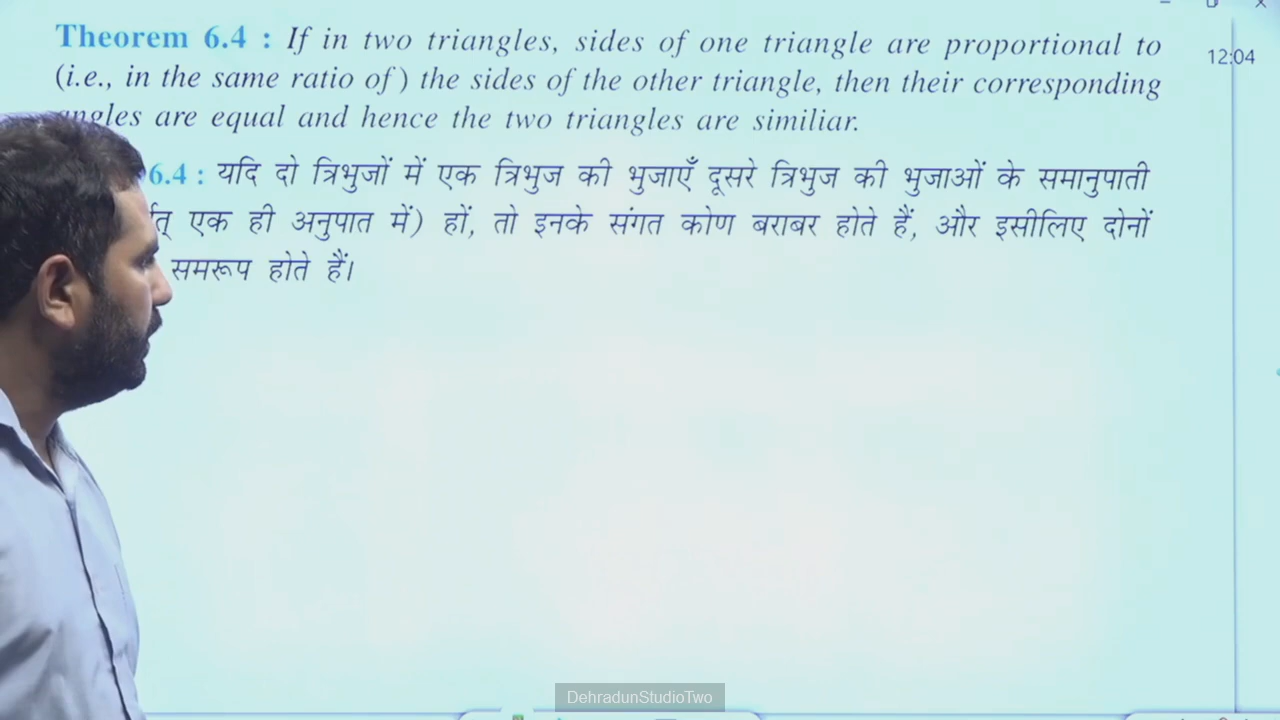 Theorem 6.4 : If in two triangles, sides of one triangle are proportional to
12:04
(i.e., in the same ratio of ) the sides of the other triangle, then their corresponding
angles are equal and hence the two triangles are similiar.
6.4 : यदि दो त्रिभुजों में एक त्रिभुज की भुजाएँ दूसरे त्रिभुज की भुजाओं के समानुपाती
एक ही अनुपात में) हों, तो इनके संगत कोण बराबर होते हैं, और इसीलिए दोनों
समरूप होते हैं।
DehradunStudioTwo